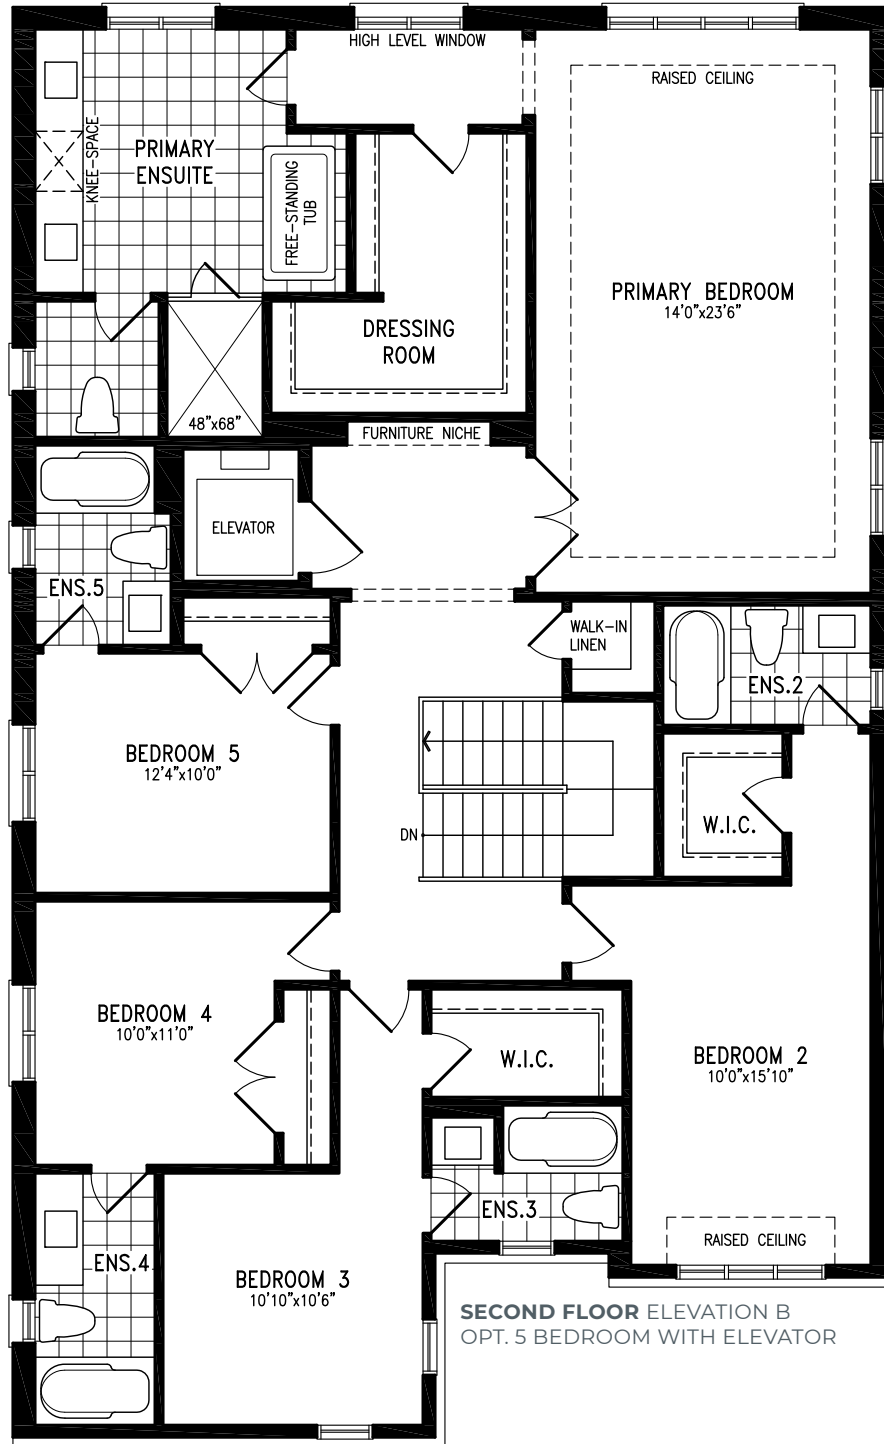 HIGH LEVEL WINDOW
RAISED CEILING
KNEE-SPACE
PRIMARY
ENSUITE
FREE-STANDING
TUB
PRIMARY BEDROOM
14'0"x23'6"
DRESSING
ROOM
48"x68"
FURNITURE NICHE
ELEVATOR
ENS.5
WALK-IN
LINEN
ENS.2
BEDROOM 5
12'4"x10'0"
W.I.C.
DN
BEDROOM 4
10'0"x11'0"
W.I.C.
BEDROOM 2
10'0"x15'10"
ENS.3
RAISED CEILING
ENS.4
BEDROOM 3
10'10"x10'6"
SECOND FLOOR ELEVATION B
OPT. 5 BEDROOM WITH ELEVATOR